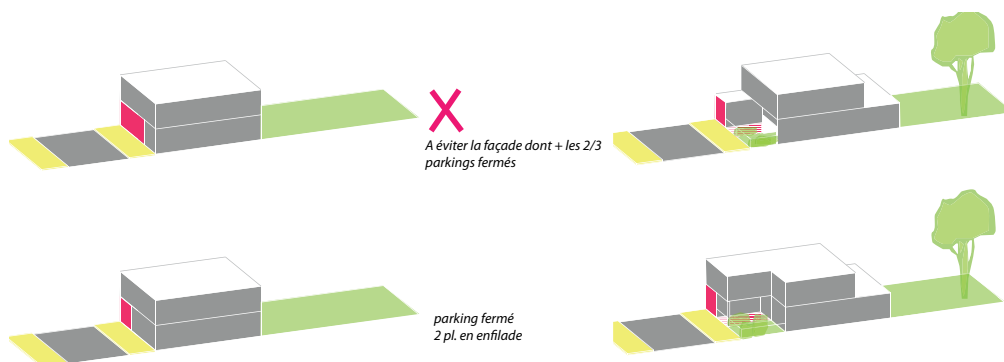 A éviter la façade dont + les 2/3
parkings fermés
parking fermé
2 pl. en enfilade